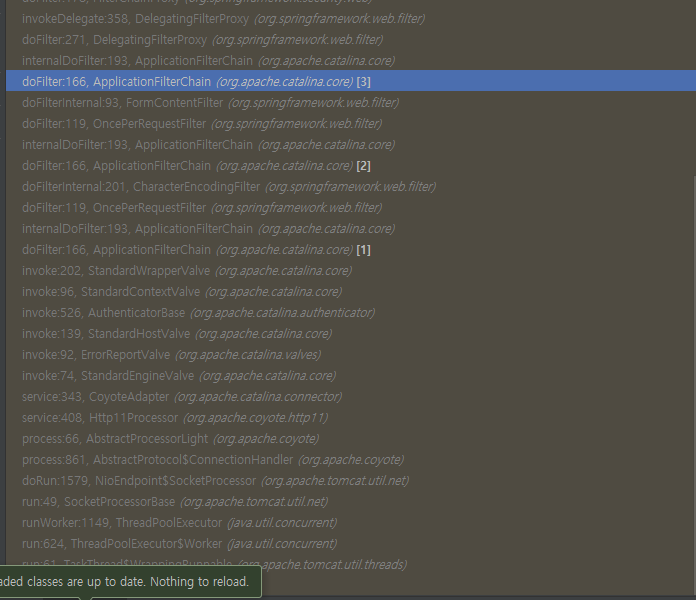 invokeDelegate:358, DelegatingFilterProxy (org.springframework.web.filter)
doFilter:271, DelegatingFilterProxy (org.springframework.web.filter)
internalDoFilter:193, ApplicationFilterChain (org.apache.catalina.core)
doFilter:166, ApplicationFilterChain (org.apache.catalina.core) [3]
doFilterInternal:93, FormContentFilter (org.springframework.web.filter)
doFilter:119, OncePerRequestFilter (org.springframework.web.filter)
internalDoFilter:193, ApplicationFilterChain (org.apache.catalina.core)
doFilter:166, ApplicationFilterChain (org.apache.catalina.core) [2]
doFilterInternal:201, CharacterEncodingFilter (org.springframework.web.filter)
doFilter:119, OncePerRequestFilter (org.springframework.web.filter)
internalDoFilter:193, ApplicationFilterChain (org.apache.catalina.core)
doFilter:166, ApplicationFilterChain (org.apache.catalina.core) [1]
invoke:202, StandardWrapperValve (org.apache.catalina.core)
invoke:96, StandardContextValve (org.apache.catalina.core)
invoke:526, AuthenticatorBase (org.apache.catalina.authenticator)
invoke:139, StandardHostValve (org.apache.catalina.core)
invoke:92, ErrorReportValve (org.apache.catalina.valves)
invoke:74, StandardEngineValve (org.apache.catalina.core)
service:343, CoyoteAdapter (org.apache.catalina.connector)
service:408, Http11Processor (org.apache.coyote.http11)
process:66, AbstractProcessorLight (org.apache.coyote)
process:861, AbstractProtocol$ConnectionHandler (org.apache.coyote)
doRun:1579, NioEndpoint$SocketProcessor (org.apache.tomcat.util.net)
run:49, SocketProcessorBase (org.apache.tomcat.util.net)
runWorker:1149, ThreadPoolExecutor (java.util.concurrent)
run:624, ThreadPoolExecutor$Worker (java.util.concurrent)
run:61, TaskThread$WrappingRunnable (org.apache.tomcat.util.threads)
aded classes are up to date. Nothing to reload.